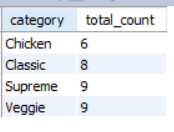 category total_count
Chicken 6
Classic 8
Supreme 9
Veggie 9